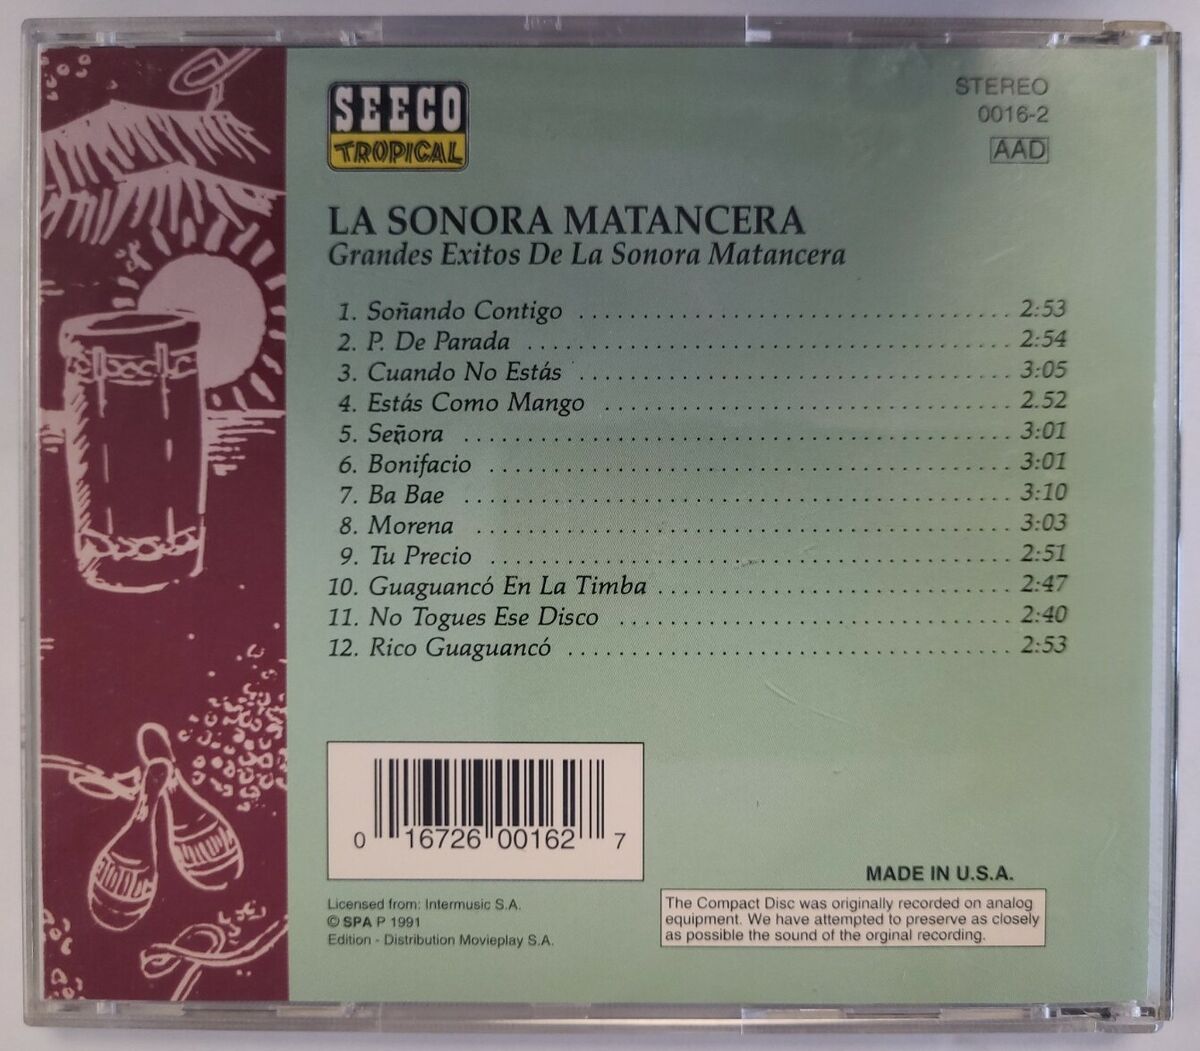 SEECO
TROPICAL
STEREO
0016-2
AAD
LA SONORA MATANCERA
Grandes Exitos De La Sonora Matancera
1. Soñando Contigo 2:53
2. P. De Parada 2:54
3. Cuando No Estás 3:05
4. Estás Como Mango 2.52
5. Señora 3:01
6. Bonifacio 3:01
7. Ba Bae 3:10
8. Morena 3:03
9. Tu Precio 2:51
10. Guaguancó En La Timba 2:47
11. No Togues Ese Disco 2:40
12. Rico Guaguancó 2:53
0 16726 00162 7
Licensed from: Intermusic S.A.
© SPA P 1991
Edition - Distribution Movieplay S.A.
MADE IN U.S.A.
The Compact Disc was originally recorded on analog
equipment. We have attempted to preserve as closely
as possible the sound of the orginal recording.